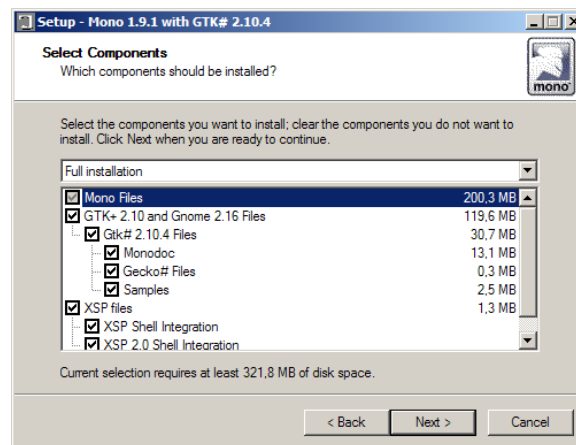 Setup - Mono 1.9.1 with GTK# 2.10.4
Select Components
Which components should be installed?
mono
Select the components you want to install; clear the components you do not want to
install. Click Next when you are ready to continue.
Full installation
Mono Files 200,3 MB
GTK+ 2.10 and Gnome 2.16 Files 119,6 MB
Gtk# 2.10.4 Files 30,7 MB
Monodoc 13,1 MB
Gecko# Files 0,3 MB
Samples 2,5 MB
XSP files 1,3 MB
XSP Shell Integration
XSP 2.0 Shell Integration
Current selection requires at least 321,8 MB of disk space.
< Back Next > Cancel